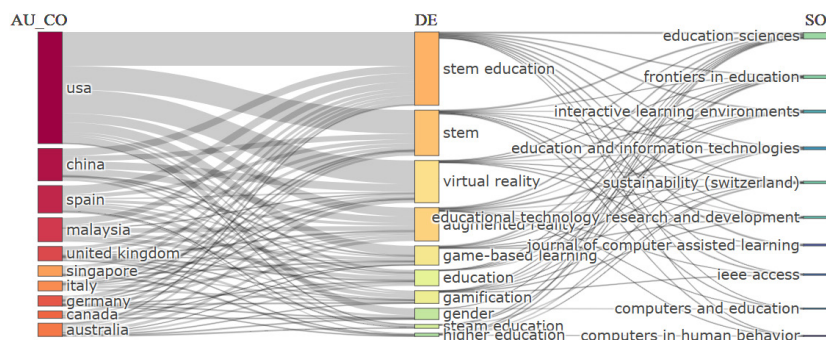 AU_CO
DE
SO
usa
china
spain
malaysia
united kingdom
singapore
italy
germany
canada
australia
stem education
stem
virtual reality
augmented reality
game-based learning
education
gamification
gender
steam education
higher education
education sciences
frontiers in education
interactive learning environments
education and information technologies
sustainability (switzerland)
educational technology research and development
journal of computer assisted learning
ieee access
computers and education
computers in human behavior